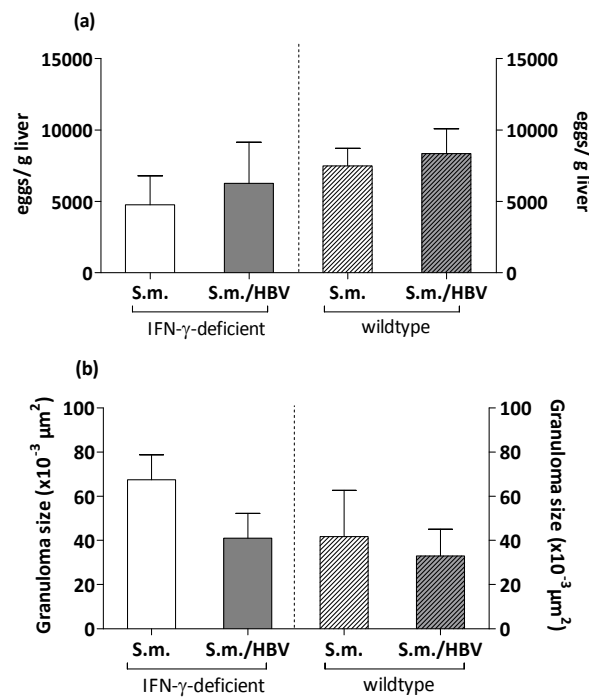 (a)
15000
10000
5000
0
eggs/ g liver
15000
10000
5000
0
eggs/ g liver
S.m. S.m./HBV S.m. S.m./HBV
IFN-γ-deficient wildtype
(b)
100
80
60
40
20
0
Granuloma size (x10⁻³ µm²)
100
80
60
40
20
0
Granuloma size
(x10⁻³ µm²)
S.m. S.m./HBV S.m. S.m./HBV
IFN-γ-deficient wildtype